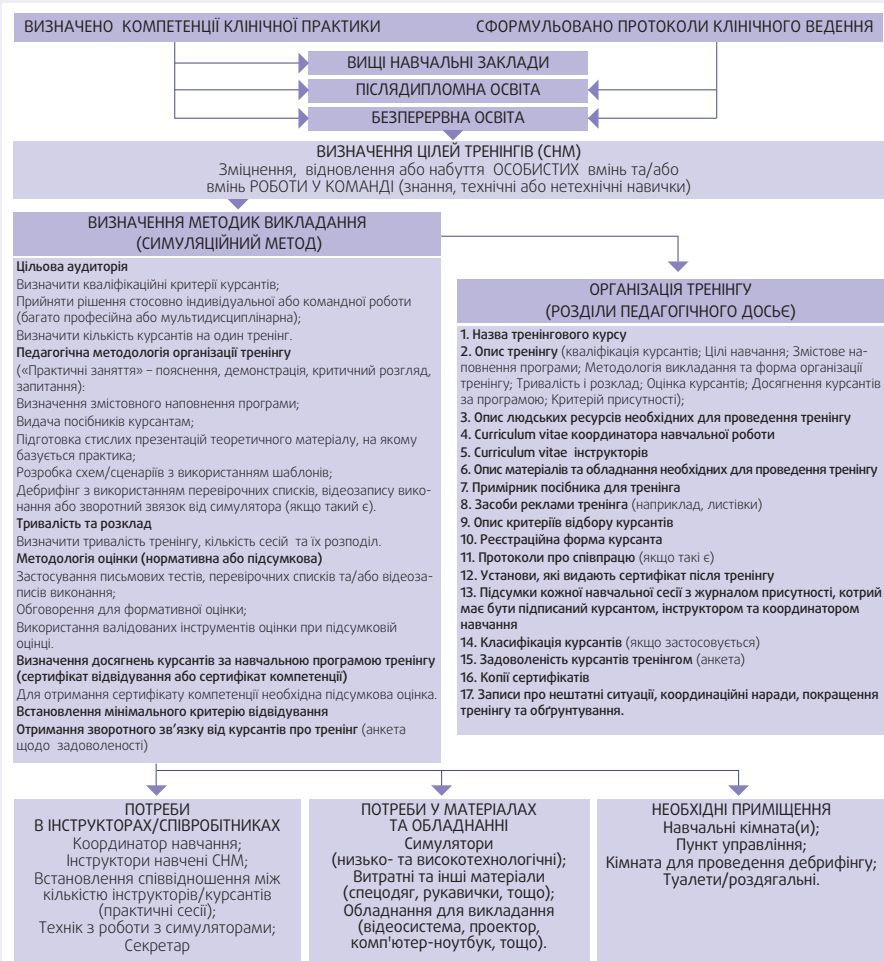 ВИЗНАЧЕНО КОМПЕТЕНЦІЇ КЛІНІЧНОЇ ПРАКТИКИ
СФОРМУЛЬОВАНО ПРОТОКОЛИ КЛІНІЧНОГО ВЕДЕННЯ
ВИЩІ НАВЧАЛЬНІ ЗАКЛАДИ
ПІСЛЯДИПЛОМНА ОСВІТА
БЕЗПЕРЕРВНА ОСВІТА
ВИЗНАЧЕННЯ ЦІЛЕЙ ТРЕНІНГІВ (СНМ)
Зміцнення, відновлення або набуття ОСОБИСТИХ вмінь та/або
вмінь РОБОТИ У КОМАНДІ (знання, технічні або нетехнічні навички)
ВИЗНАЧЕННЯ МЕТОДИК ВИКЛАДАННЯ
(СИМУЛЯЦІЙНИЙ МЕТОД)
Цільова аудиторія
Визначити кваліфікаційні критерії курсантів;
Прийняти рішення стосовно індивідуальної або командної роботи
(багато професійна або мультидисциплінарна);
Визначити кількість курсантів на один тренінг.
Педагогічна методологія організації тренінгу
(«Практичні заняття» – пояснення, демонстрація, критичний розгляд,
запитання):
Визначення змістовного наповнення програми;
Видача посібників курсантам;
Підготовка стислих презентацій теоретичного матеріалу, на якому
базується практика;
Розробка схем/сценаріїв з використанням шаблонів;
Дебрифінг з використанням перевірочних списків, відеозапису вико-
нання або зворотний звязок від симулятора (якщо такий є).
Тривалість та розклад
Визначити тривалість тренінгу, кількість сесій та їх розподіл.
Методологія оцінки (нормативна або підсумкова)
Застосування письмових тестів, перевірочних списків та/або відеоза-
писів виконання;
Обговорення для формативної оцінки;
Використання валідованих інструментів оцінки при підсумковій
оцінці.
Визначення досягнень курсантів за навчальною програмою тренінгу
(сертифікат відвідування або сертифікат компетенції)
Для отримання сертифікату компетенції необхідна підсумкова оцінка.
Встановлення мінімального критерію відвідування
Отримання зворотного зв’язку від курсантів про тренінг (анкета
щодо задоволеності)
ОРГАНІЗАЦІЯ ТРЕНІНГУ
(РОЗДІЛИ ПЕДАГОГІЧНОГО ДОСЬЄ)
1. Назва тренінгового курсу
2. Опис тренінгу (кваліфікація курсантів; Цілі навчання; Змістове на-
повнення програми; Методологія викладання та форма організації
тренінгу; Тривалість і розклад; Оцінка курсантів; Досягнення курсантів
за програмою; Критерій присутності);
3. Опис людських ресурсів необхідних для проведення тренінгу
4. Curriculum vitae координатора навчальної роботи
5. Curriculum vitae інструкторів
6. Опис матеріалів та обладнання необхідних для проведення тренінгу
7. Примірник посібника для тренінга
8. Засоби реклами тренінга (наприклад, листівки)
9. Опис критеріїв відбору курсантів
10. Реєстраційна форма курсанта
11. Протоколи про співпрацю (якщо такі є)
12. Установи, які видають сертифікат після тренінгу
13. Підсумки кожної навчальної сесії з журналом присутності, котрий
має бути підписаний курсантом, інструктором та координатором
навчання
14. Класифікація курсантів (якщо застосовується)
15. Задоволеність курсантів тренінгом (анкета)
16. Копії сертифікатів
17. Записи про нештатні ситуації, координаційні наради, покращення
тренінгу та обґрунтування.
ПОТРЕБИ
В ІНСТРУКТОРАХ/СПІВРОБІТНИКАХ
Координатор навчання;
Інструктори навчені СНМ;
Встановлення співвідношення між
кількістю інструкторів/курсантів
(практичні сесії);
Технік з роботи з симуляторами;
Секретар
ПОТРЕБИ У МАТЕРІАЛАХ
ТА ОБЛАДНАННІ
Симулятори
(низько- та високотехнологічні);
Витратні та інші матеріали
(спецодяг, рукавички, тощо);
Обладнання для викладання
(відеосистема, проектор,
комп'ютер-ноутбук, тощо).
НЕОБХІДНІ ПРИМІЩЕННЯ
Навчальні кімната(и);
Пункт управління;
Кімната для проведення дебрифінгу;
Туалети/роздягальні.